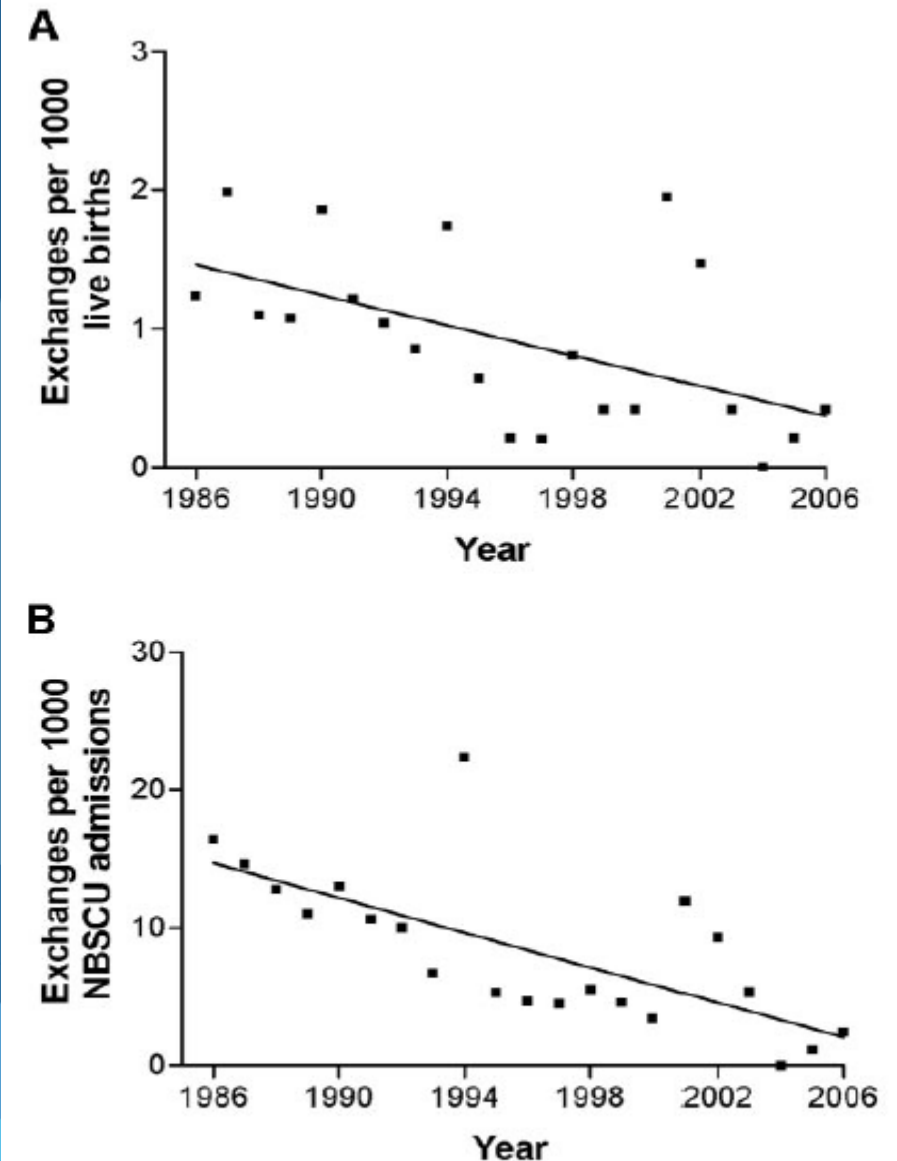 A
Exchanges per 1000
live births
3
2
1
0
1986 1990 1994 1998 2002 2006
Year
B
Exchanges per 1000
NBSCU admissions
30
20
10
0
1986 1990 1994 1998 2002 2006
Year